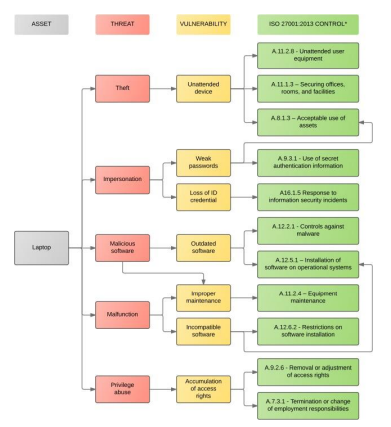 ASSET
THREAT
VULNERABILITY
ISO 27001:2013 CONTROL*
Laptop
Theft
Unattended
device
A.11.2.8 - Unattended user
equipment
A.11.1.3 – Securing offices,
rooms, and facilities
A.8.1.3 – Acceptable use of
assets
Impersonation
Weak
passwords
A.9.3.1 - Use of secret
authentication information
Loss of ID
credential
A16.1.5 Response to
information security incidents
Malicious
software
Outdated
software
A.12.2.1 - Controls against
malware
A.12.5.1 – Installation of
software on operational systems
Malfunction
Improper
maintenance
A.11.2.4 – Equipment
maintenance
Incompatible
software
A.12.6.2 - Restrictions on
software installation
Privilege
abuse
Accumulation
of access
rights
A.9.2.6 - Removal or adjustment
of access rights
A.7.3.1 - Termination or change
of employment responsibilities